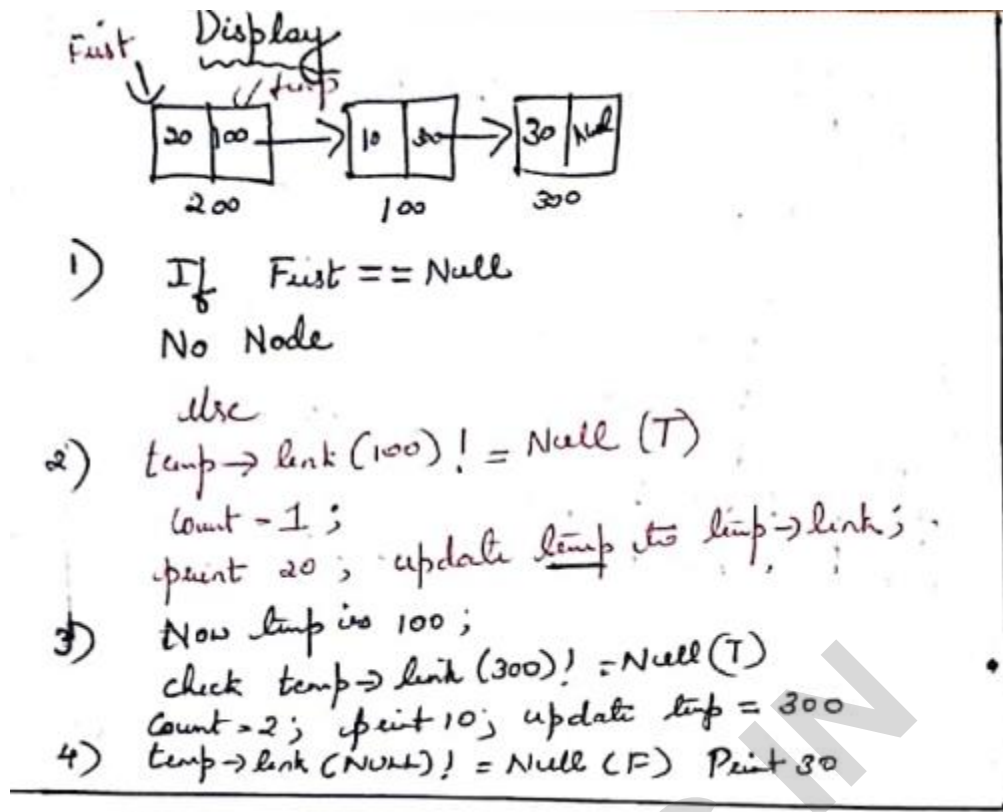 Display
First
temp
20 100 10 300 30 Null
200 100 300
1) If First == Null
No Node
else
2) temp→ link (100) != Null (T)
count = 1;
print 20; update temp to temp→link;
3) Now temp is 100;
check temp→ link (300) != Null (T)
count = 2; print 10; update temp = 300
4) temp→ link (NULL) != Null (F) Print 30
IN